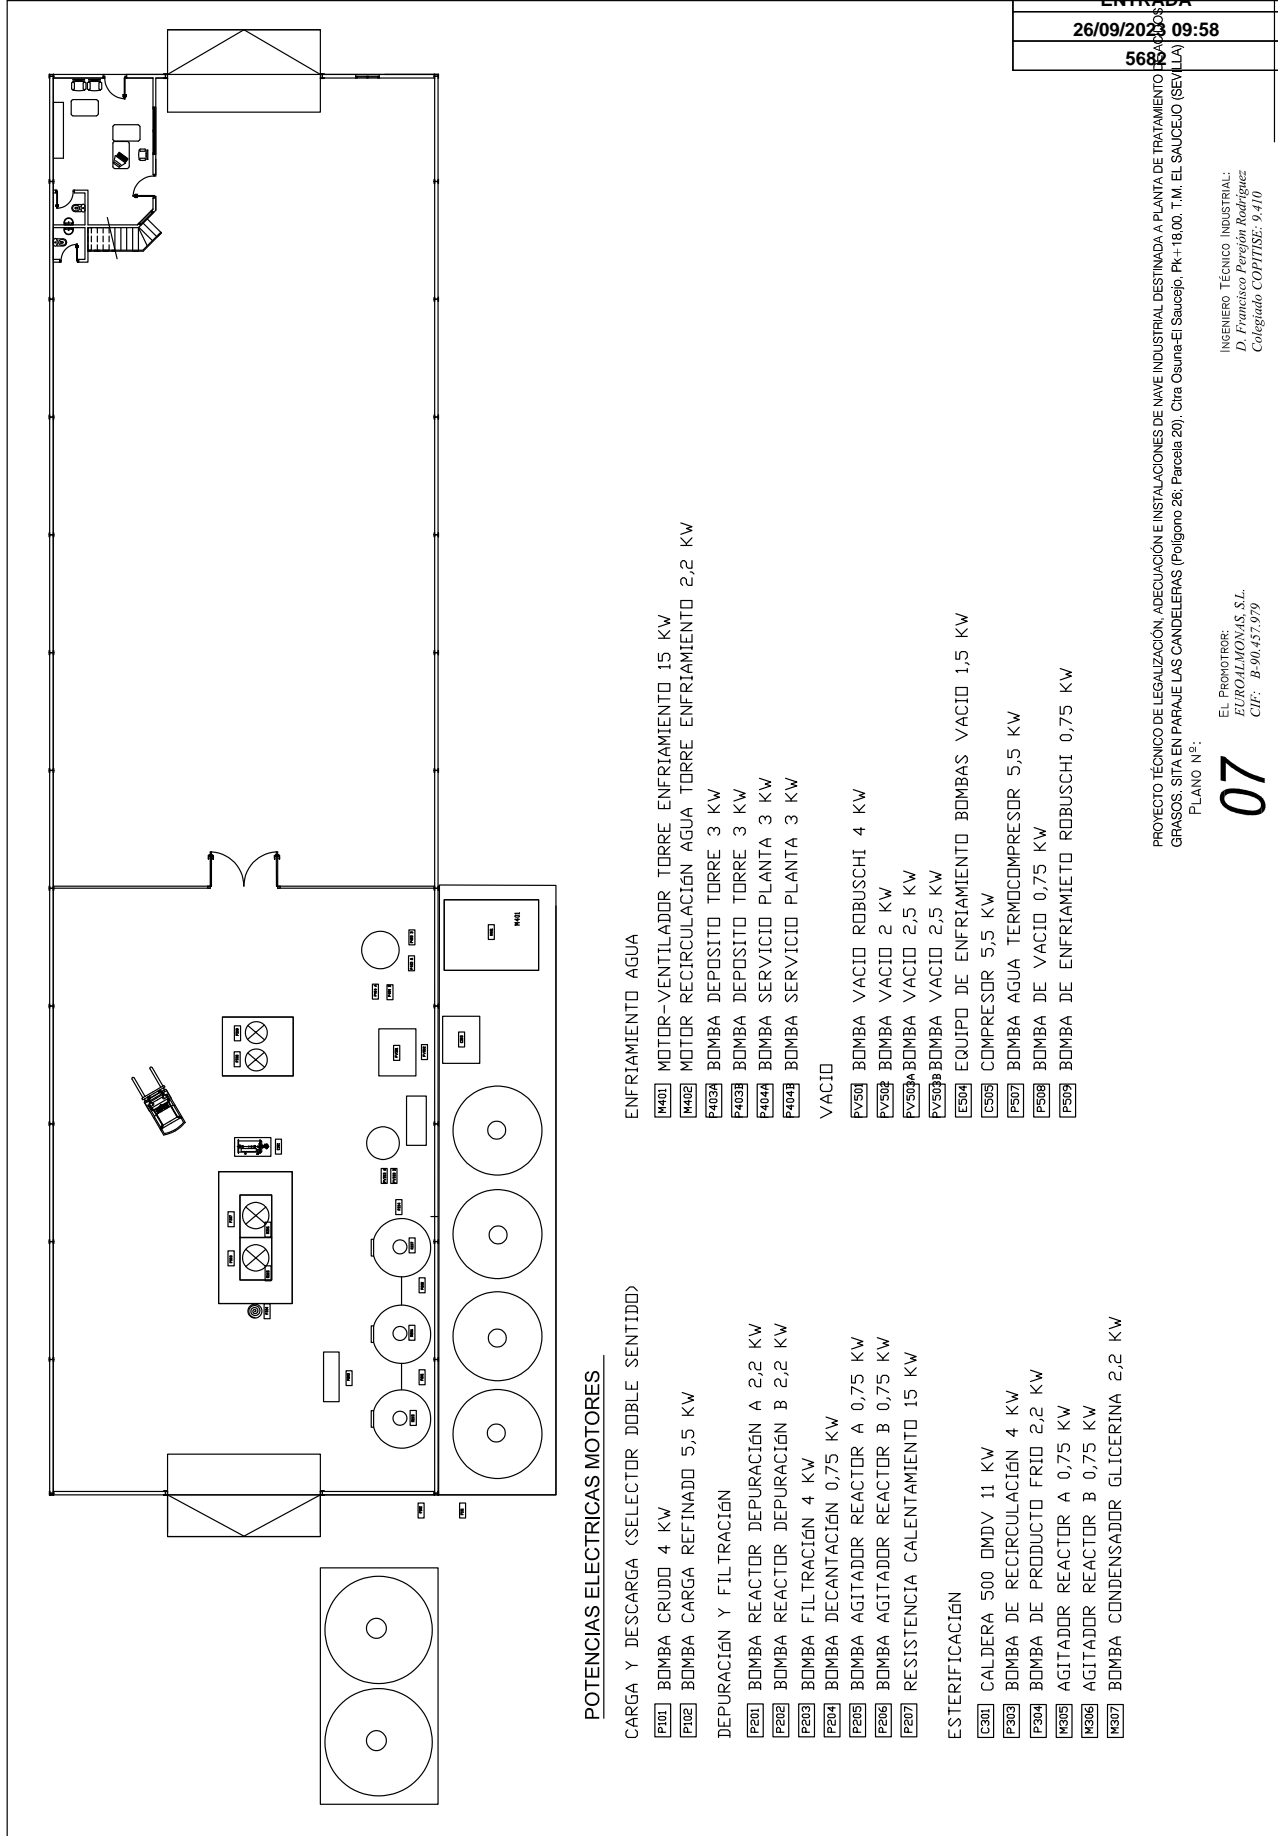 ENTRADA
26/09/2023 09:58
5682
POTENCIAS ELECTRICAS MOTORES
CARGA Y DESCARGA (SELECTOR DOBLE SENTIDO)
P101 BOMBA CRUDO 4 KW
P102 BOMBA CARGA REFINADO 5,5 KW
DEPURACIÓN Y FILTRACIÓN
P201 BOMBA REACTOR DEPURACIÓN A 2,2 KW
P202 BOMBA REACTOR DEPURACIÓN B 2,2 KW
P203 BOMBA FILTRACIÓN 4 KW
P204 BOMBA DECANTACIÓN 0,75 KW
P205 BOMBA AGITADOR REACTOR A 0,75 KW
P206 BOMBA AGITADOR REACTOR B 0,75 KW
P207 RESISTENCIA CALENTAMIENTO 15 KW
ESTERIFICACIÓN
C301 CALDERA 500 OMDV 11 KW
P303 BOMBA DE RECIRCULACIÓN 4 KW
P304 BOMBA DE PRODUCTO FRIO 2,2 KW
M305 AGITADOR REACTOR A 0,75 KW
M306 AGITADOR REACTOR B 0,75 KW
M307 BOMBA CONDENSADOR GLICERINA 2,2 KW
ENFRIAMIENTO AGUA
M401 MOTOR-VENTILADOR TORRE ENFRIAMIENTO 15 KW
M402 MOTOR RECIRCULACIÓN AGUA TORRE ENFRIAMIENTO 2,2 KW
P403A BOMBA DEPOSITO TORRE 3 KW
P403B BOMBA DEPOSITO TORRE 3 KW
P404A BOMBA SERVICIO PLANTA 3 KW
P404B BOMBA SERVICIO PLANTA 3 KW
VACIO
PV501 BOMBA VACIO ROBUSCHI 4 KW
PV502 BOMBA VACIO 2 KW
PV503A BOMBA VACIO 2,5 KW
PV503B BOMBA VACIO 2,5 KW
E504 EQUIPO DE ENFRIAMIENTO BOMBAS VACIO 1,5 KW
C505 COMPRESOR 5,5 KW
P507 BOMBA AGUA TERMOCOMPRESOR 5,5 KW
P508 BOMBA DE VACIO 0,75 KW
P509 BOMBA DE ENFRIAMIETO ROBUSCHI 0,75 KW
M401
PROYECTO TÉCNICO DE LEGALIZACIÓN, ADECUACIÓN E INSTALACIONES DE NAVE INDUSTRIAL DESTINADA A PLANTA DE TRATAMIENTO DE ACIDOS
GRASOS, SITA EN PARAJE LAS CANDELERAS (Polígono 26; Parcela 20). Ctra Osuna-El Saucejo, Pk+18,00. T.M. EL SAUCEJO (SEVILLA)
PLANO Nº:
07
EL PROMOTROR:
EUROALMONAS, S.L.
CIF: B-90.457.979
INGENIERO TÉCNICO INDUSTRIAL:
D. Francisco Perejón Rodríguez
Colegiado COPITISE: 9.410